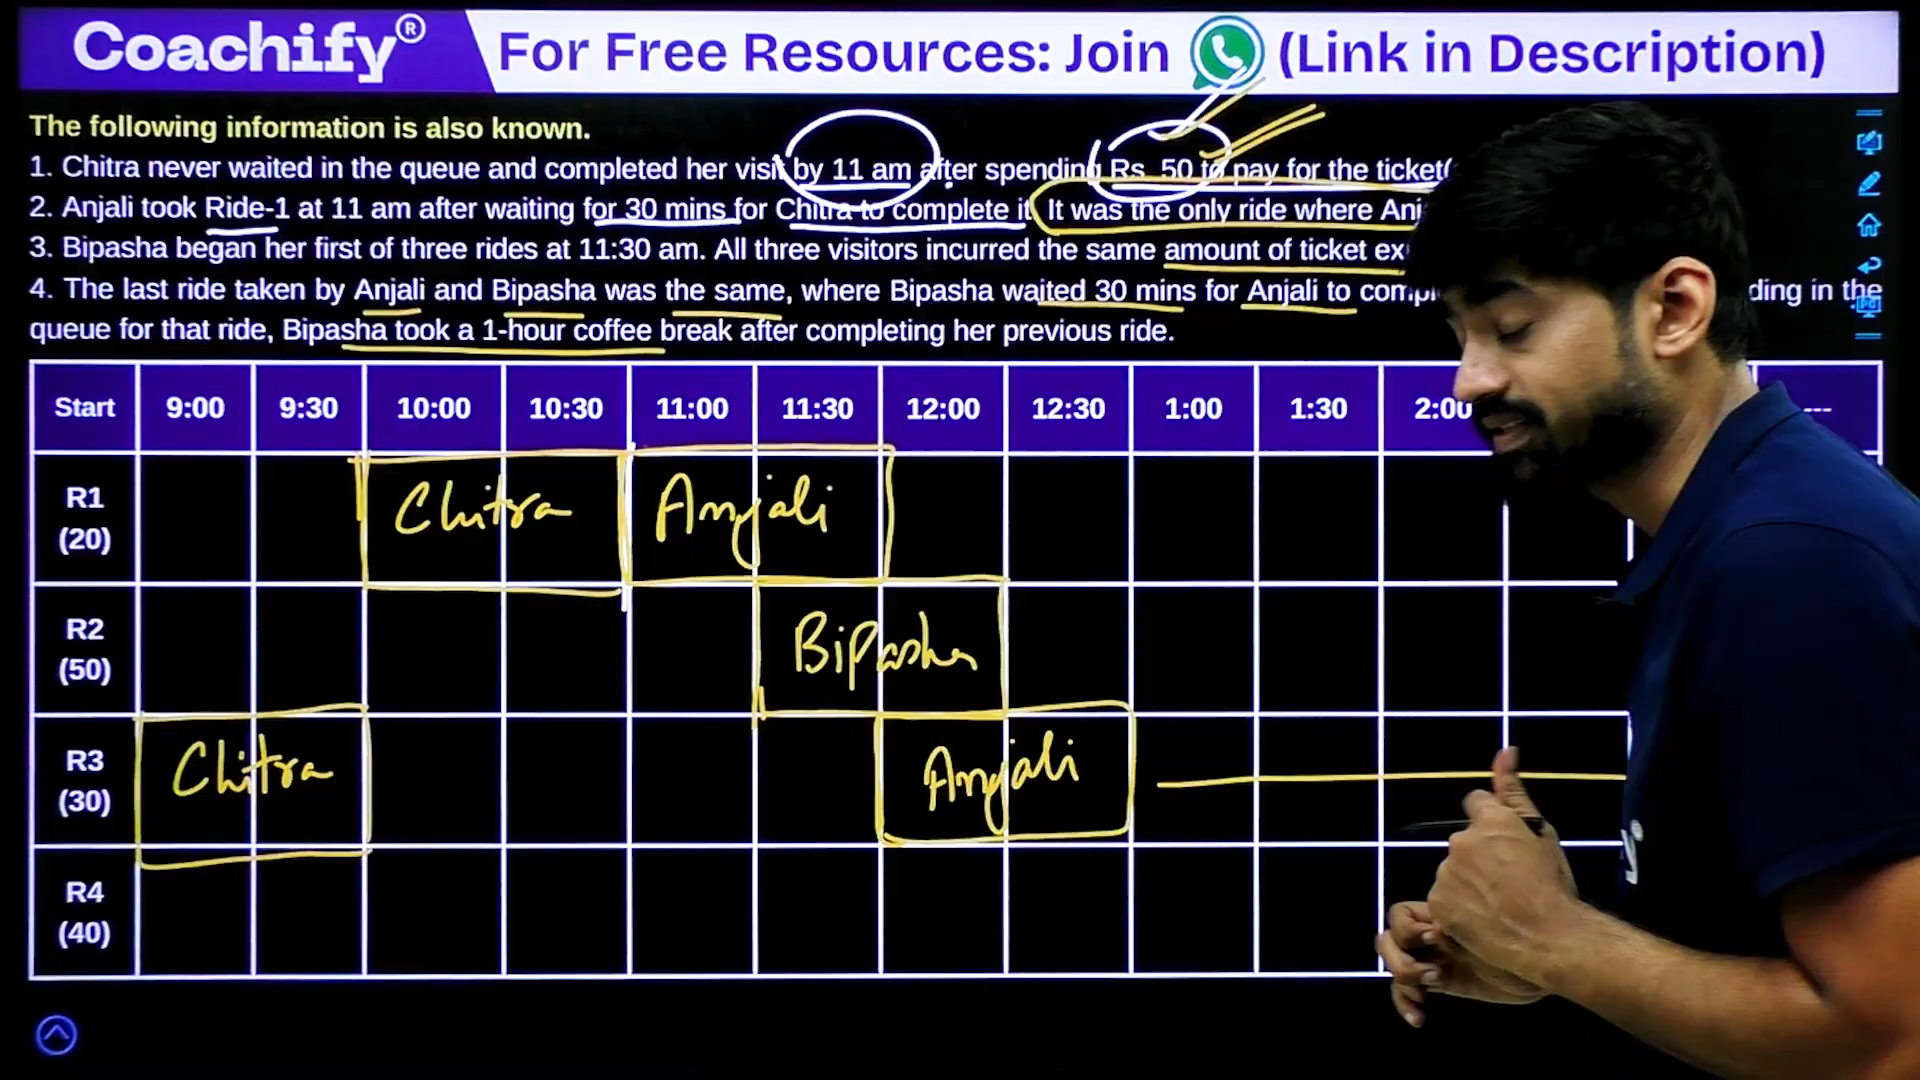 Coachify®
For Free Resources: Join (Link in Description)
The following information is also known.
1. Chitra never waited in the queue and completed her visit by 11 am after spending Rs. 50 to pay for the ticket(
2. Anjali took Ride-1 at 11 am after waiting for 30 mins for Chitra to complete it. It was the only ride where Anj
3. Bipasha began her first of three rides at 11:30 am. All three visitors incurred the same amount of ticket ex
4. The last ride taken by Anjali and Bipasha was the same, where Bipasha waited 30 mins for Anjali to compl ding in the
queue for that ride, Bipasha took a 1-hour coffee break after completing her previous ride.
Start 9:00 9:30 10:00 10:30 11:00 11:30 12:00 12:30 1:00 1:30 2:00 ---
R1 (20) Chitra Anjali
R2 (50) Bipasha
R3 (30) Chitra Anjali
R4 (40)